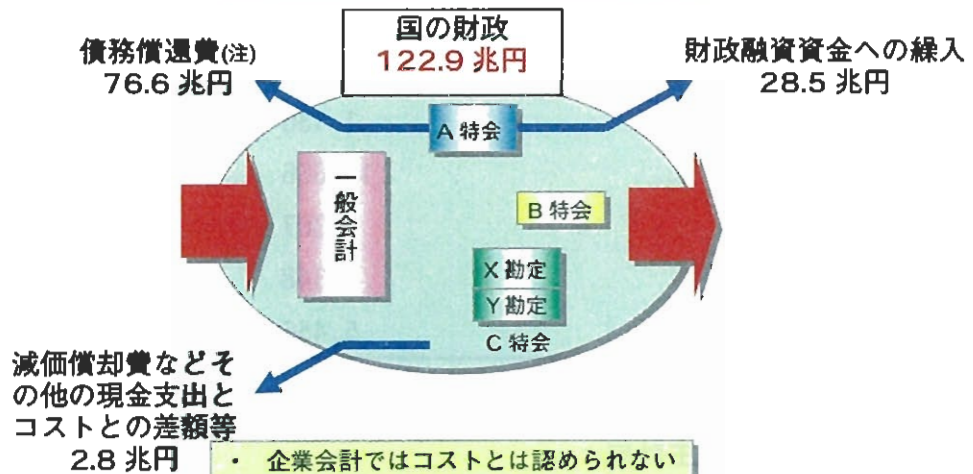 国の財政
122.9 兆円
債務償還費(注)
76.6 兆円
財政融資資金への繰入
28.5 兆円
A 特会
一般会計
B 特会
X 勘定
Y 勘定
C 特会
減価償却費などそ
の他の現金支出と
コストとの差額等
2.8 兆円
・ 企業会計ではコストとは認められない